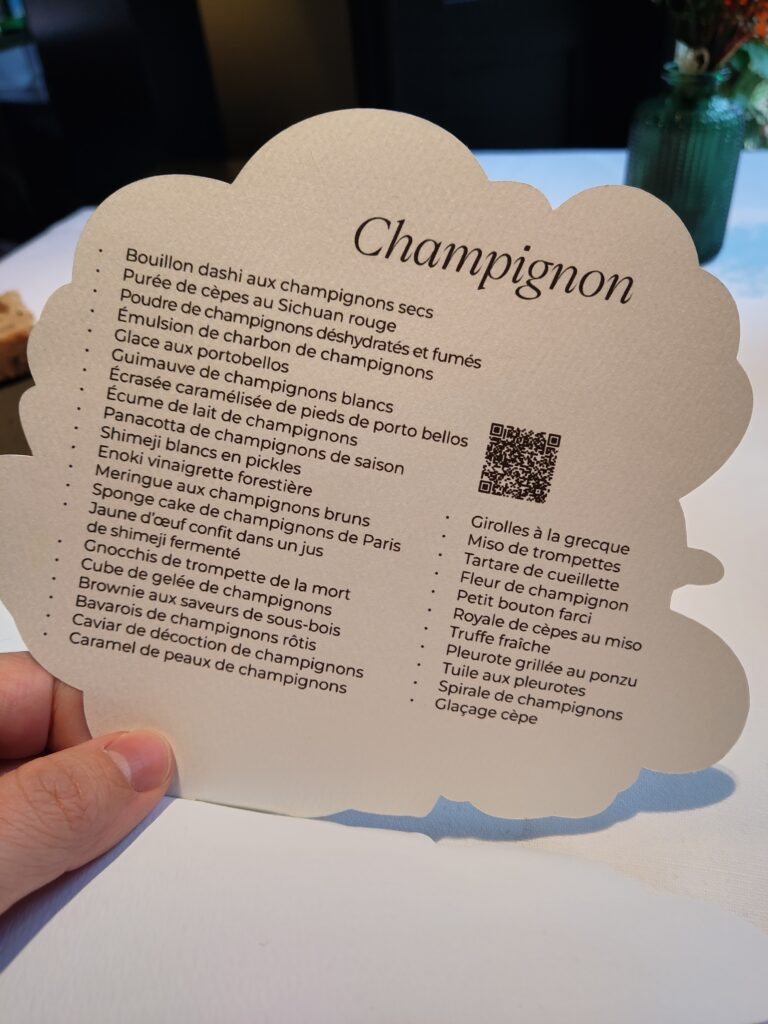 Champignon
• Bouillon dashi aux champignons secs
• Purée de cèpes au Sichuan rouge
• Poudre de champignons déshydratés et fumés
• Émulsion de charbon de champignons
• Glace aux portobellos
• Guimauve de champignons blancs
• Écrasée caramélisée de pieds de porto bellos
• Écume de lait de champignons
• Panacotta de champignons de saison
• Shimeji blancs en pickles
• Enoki vinaigrette forestière
• Meringue aux champignons bruns
• Sponge cake de champignons de Paris
• Jaune d'œuf confit dans un jus
de shimeji fermenté
• Gnocchis de trompette de la mort
• Cube de gelée de champignons
• Brownie aux saveurs de sous-bois
• Bavarois de champignons rôtis
• Caviar de décoction de champignons
• Caramel de peaux de champignons
• Girolles à la grecque
• Miso de trompettes
• Tartare de cueillette
• Fleur de champignon
• Petit bouton farci
• Royale de cèpes au miso
• Truffe fraîche
• Pleurote grillée au ponzu
• Tuile aux pleurotes
• Spirale de champignons
• Glaçage cèpe